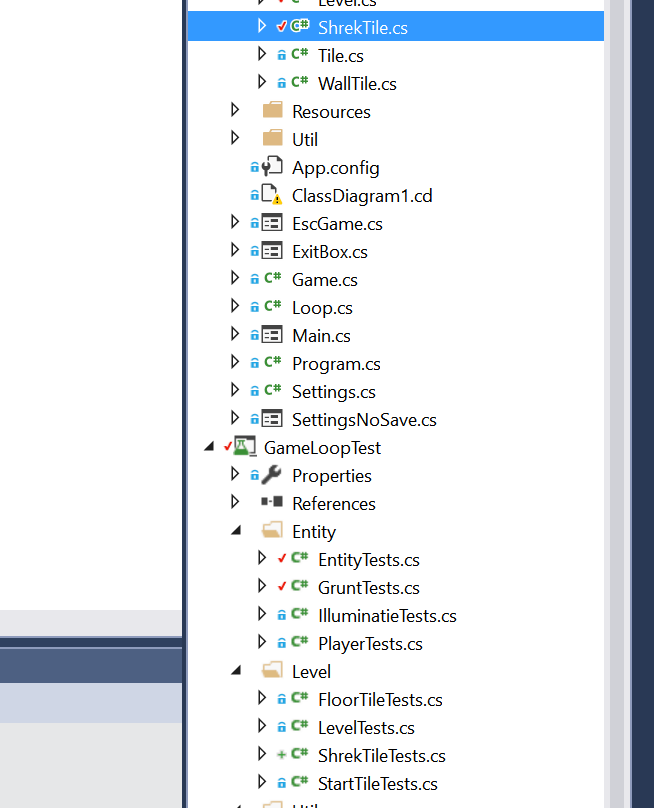 Level.cs
C# ShrekTile.cs
C# Tile.cs
C# WallTile.cs
Resources
Util
App.config
ClassDiagram1.cd
EscGame.cs
ExitBox.cs
C# Game.cs
C# Loop.cs
Main.cs
C# Program.cs
C# Settings.cs
SettingsNoSave.cs
GameLoopTest
Properties
References
Entity
C# EntityTests.cs
C# GruntTests.cs
C# IlluminatieTests.cs
C# PlayerTests.cs
Level
C# FloorTileTests.cs
C# LevelTests.cs
C# ShrekTileTests.cs
C# StartTileTests.cs